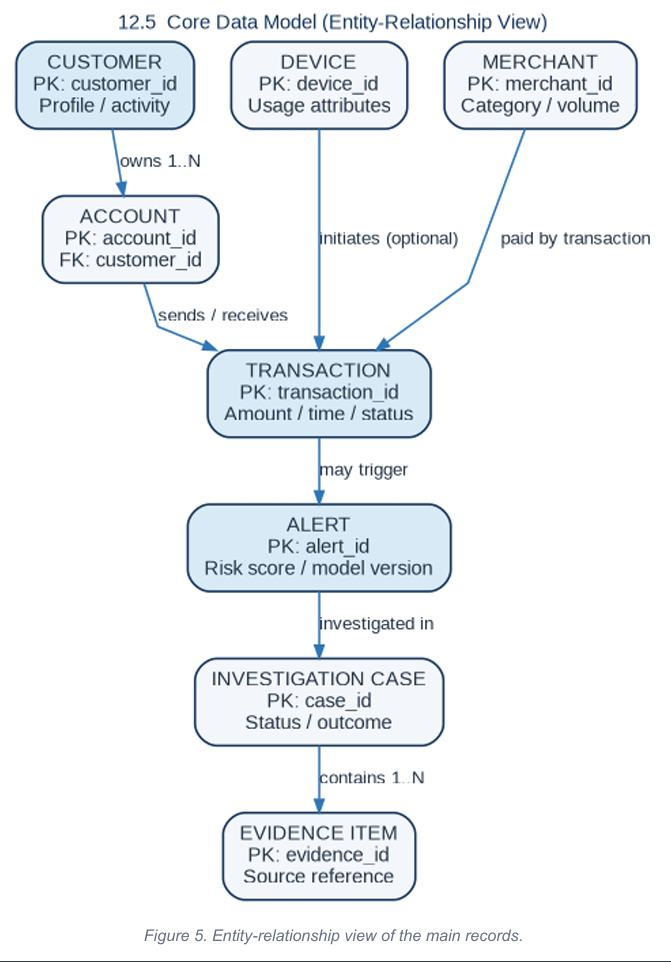 12.5 Core Data Model (Entity-Relationship View)
CUSTOMER
PK: customer_id
Profile / activity
DEVICE
PK: device_id
Usage attributes
MERCHANT
PK: merchant_id
Category / volume
owns 1..N
ACCOUNT
PK: account_id
FK: customer_id
initiates (optional)
paid by transaction
sends / receives
TRANSACTION
PK: transaction_id
Amount / time / status
may trigger
ALERT
PK: alert_id
Risk score / model version
investigated in
INVESTIGATION CASE
PK: case_id
Status / outcome
contains 1..N
EVIDENCE ITEM
PK: evidence_id
Source reference
Figure 5. Entity-relationship view of the main records.